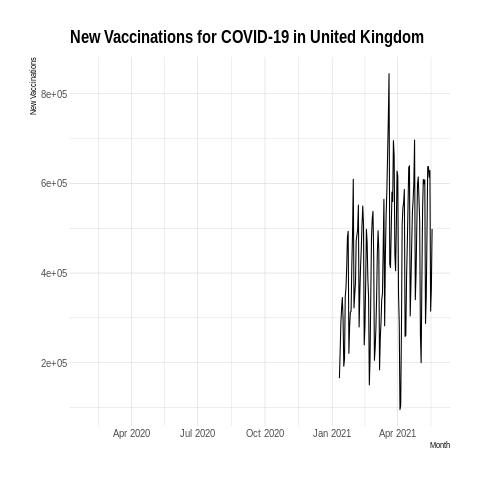 New Vaccinations for COVID-19 in United Kingdom
New Vaccinations
8e+05
6e+05
4e+05
2e+05
Apr 2020 Jul 2020 Oct 2020 Jan 2021 Apr 2021
Month